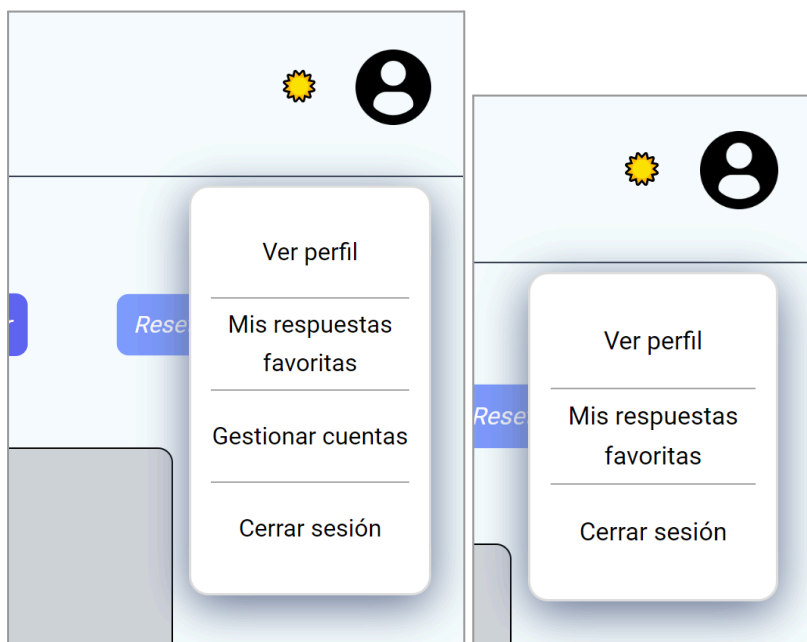 Ver perfil
Mis respuestas
favoritas
Gestionar cuentas
Cerrar sesión
Ver perfil
Mis respuestas
favoritas
Cerrar sesión